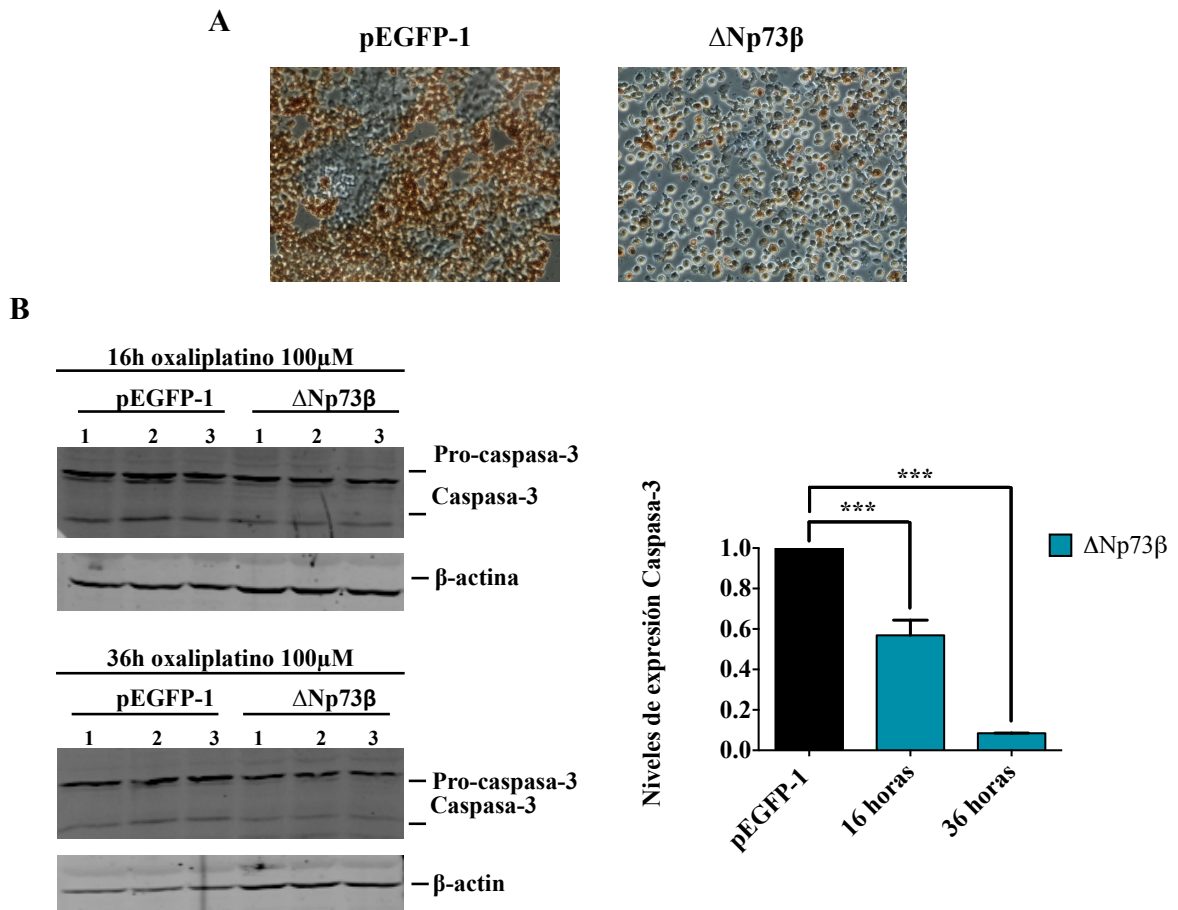 A
pEGFP-1
ΔNp73β
B
16h oxaliplatino 100µM
pEGFP-1
ΔNp73β
1 2 3 1 2 3
Pro-caspasa-3
Caspasa-3
β-actina
36h oxaliplatino 100µM
pEGFP-1
ΔNp73β
1 2 3 1 2 3
Pro-caspasa-3
Caspasa-3
β-actin
Niveles de expresión Caspasa-3
1.0
0.8
0.6
0.4
0.2
0.0
***
***
pEGFP-1
16 horas
36 horas
ΔNp73β